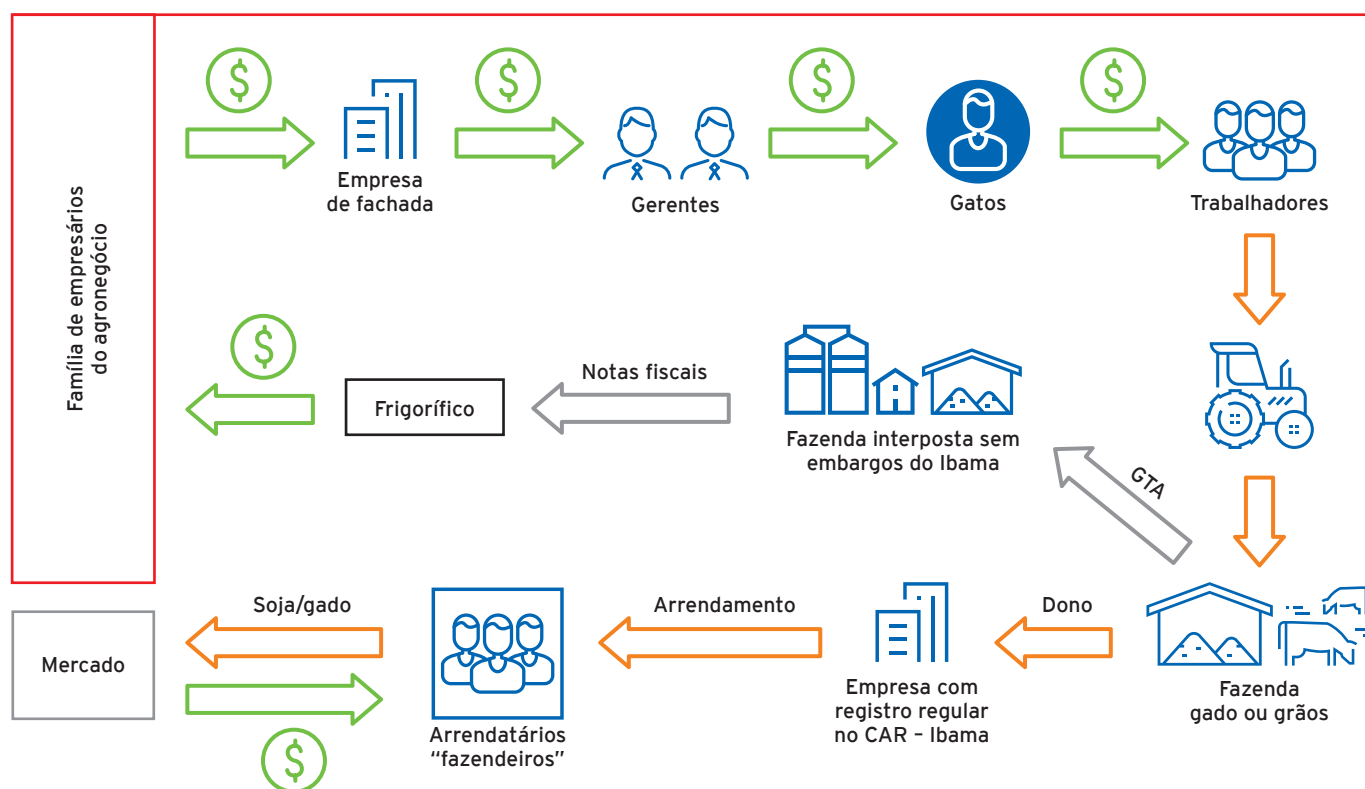 Família de empresários
do agronegócio
$
$
$
$
Empresa
de fachada
Gerentes
Gatos
Trabalhadores
$
Frigorífico
Notas fiscais
Fazenda interposta sem
embargos do Ibama
GTA
Mercado
Soja/gado
$
Arrendatários
“fazendeiros”
Arrendamento
Empresa com
registro regular
no CAR – Ibama
Dono
Fazenda
gado ou grãos